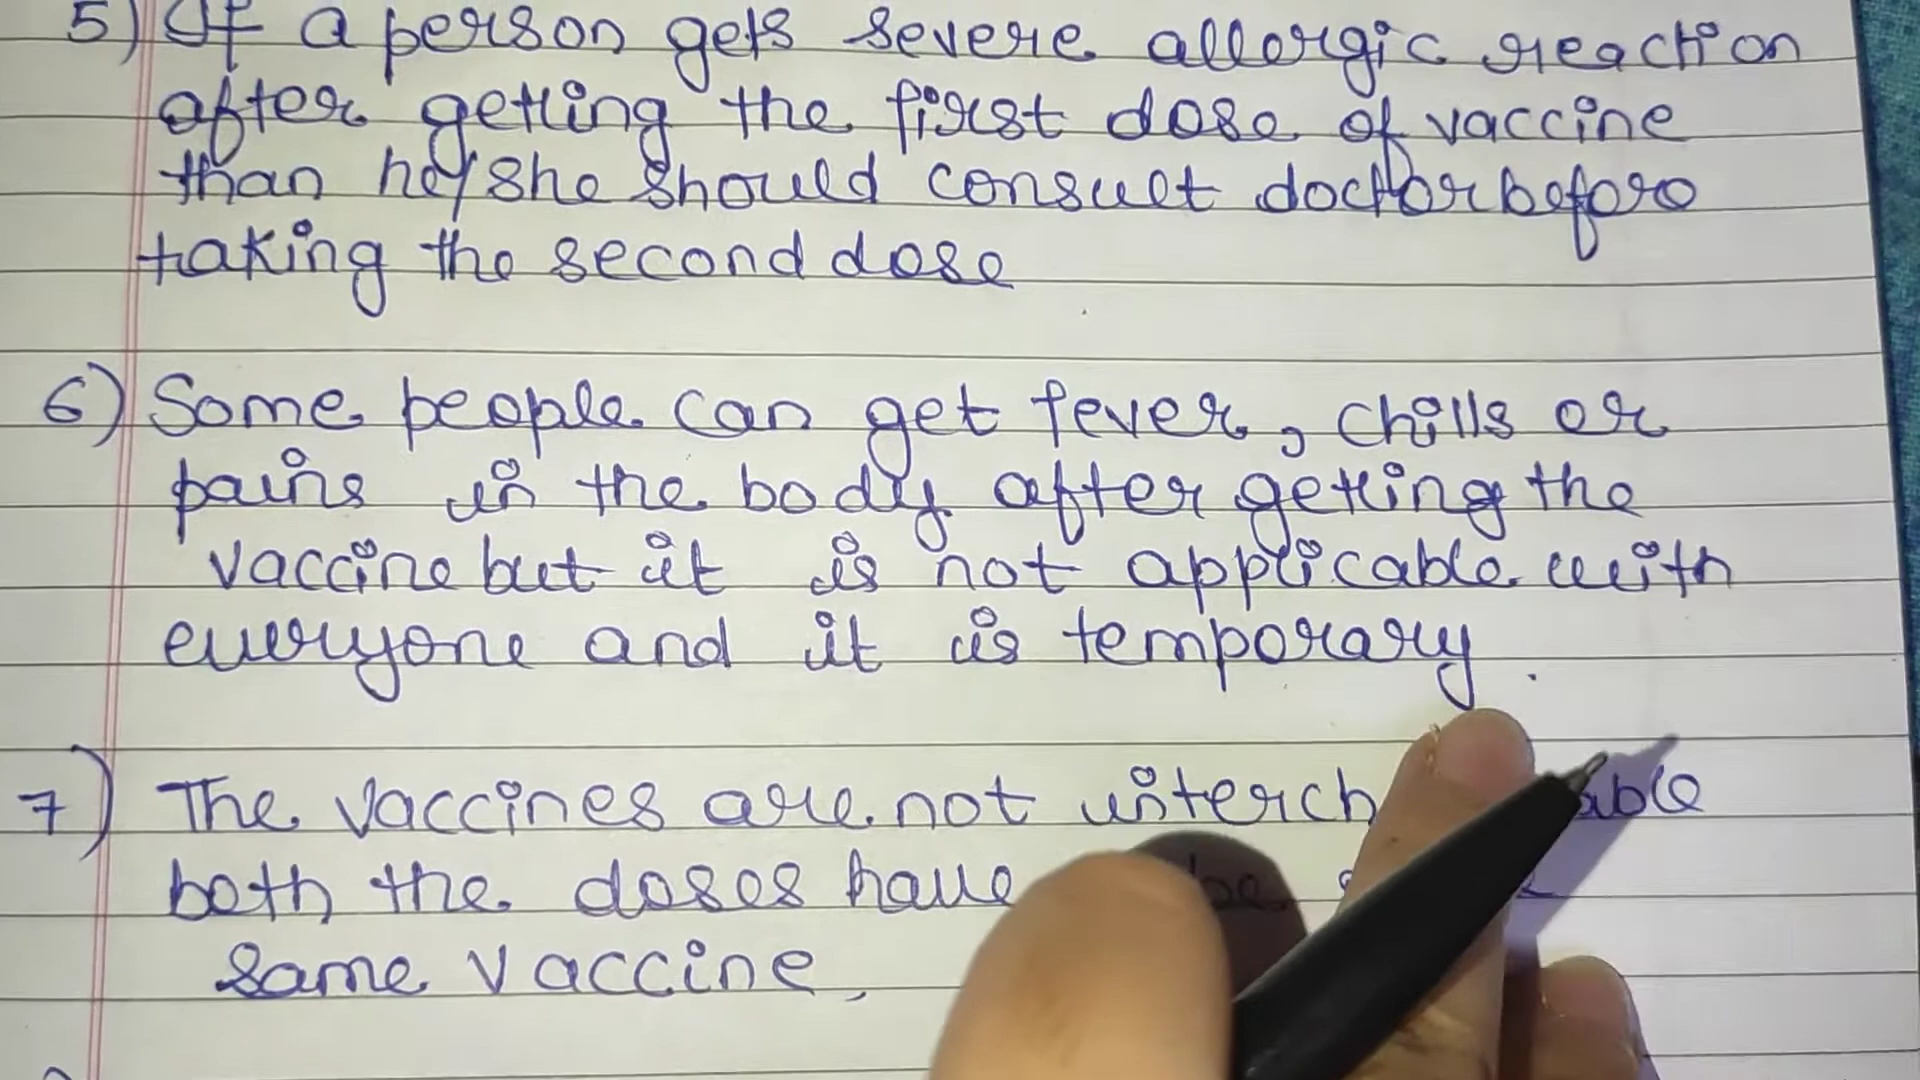 5) If a person gets severe allergic reaction
after getting the first dose of vaccine
than he/she should consult doctor before
taking the second dose
6) Some people can get fever, chills or
pains in the body after getting the
vaccine but it is not applicable with
everyone and it is temporary.
7) The vaccines are not
both the doses have be
same vaccine,